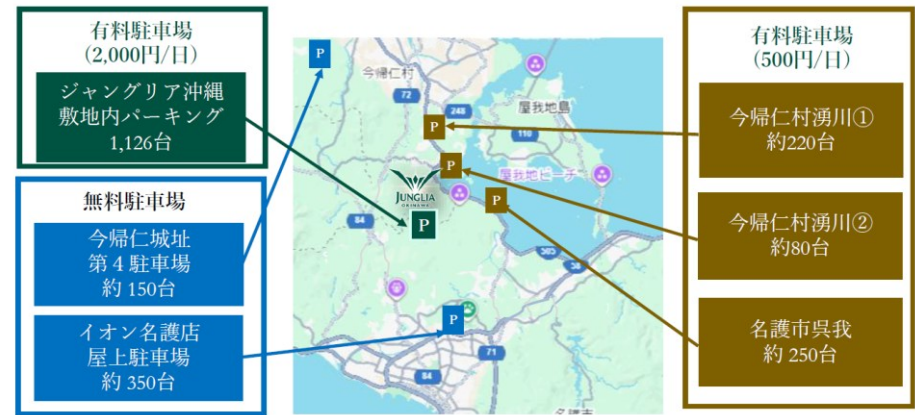 有料駐車場
(2,000円/日)
ジャングリア沖縄
敷地内パーキング
1,126台
無料駐車場
今帰仁城址
第4駐車場
約 150台
イオン名護店
屋上駐車場
約 350台
P
今帰仁村
72
248
屋我地島
110
P
P
屋我地ビーチ
JUNGLIA
OKINAWA
P
P
84
505
58
P
71
84
名護市
有料駐車場
(500円/日)
今帰仁村湧川①
約220台
今帰仁村湧川②
約80台
名護市呉我
約 250台